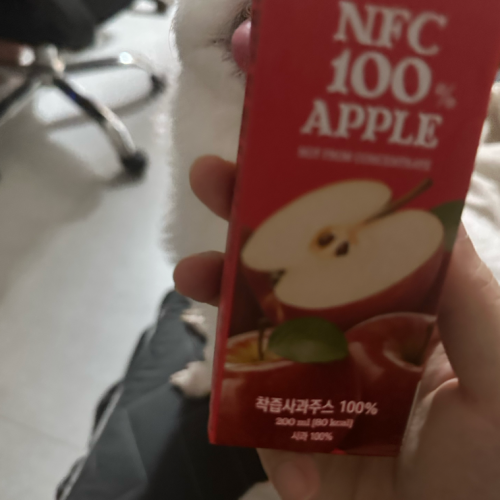 NFC
100%
APPLE
NOT FROM CONCENTRATE
착즙사과주스 100%
200 ml (80 kcal)
사과 100%